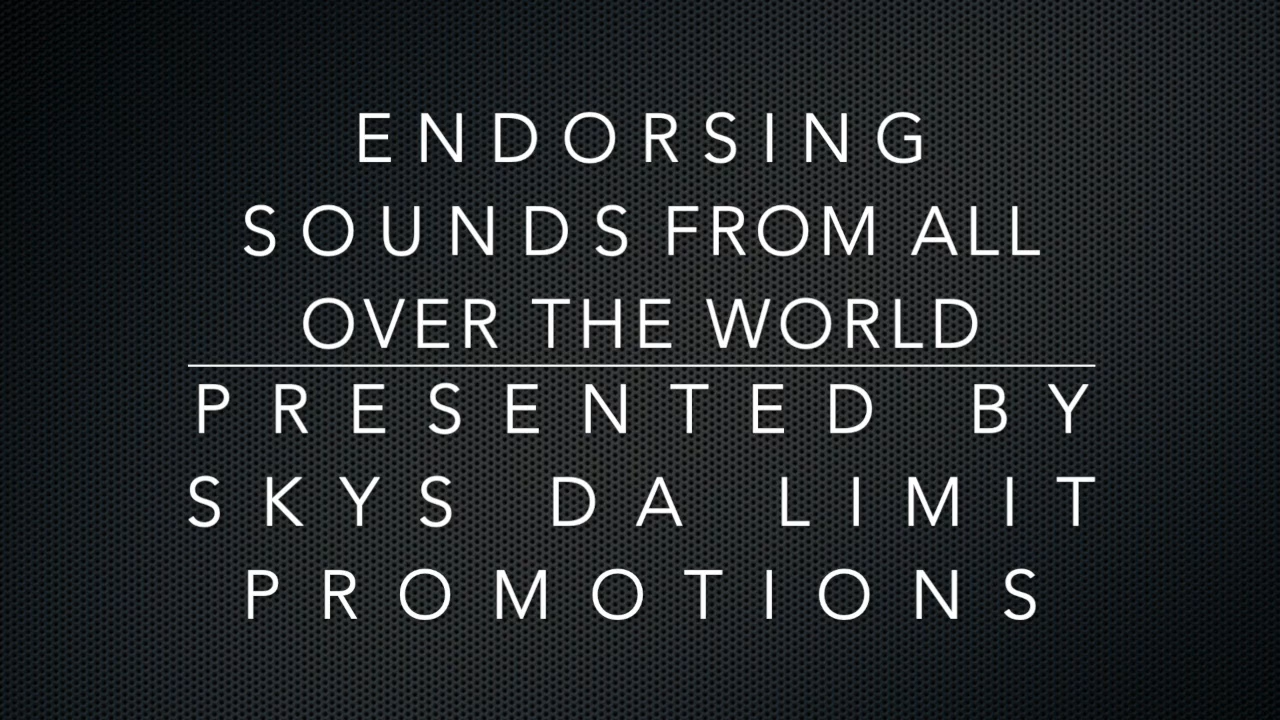 ENDORSING
SOUNDS FROM ALL
OVER THE WORLD
PRESENTED BY
SKYS DA LIMIT
PROMOTIONS